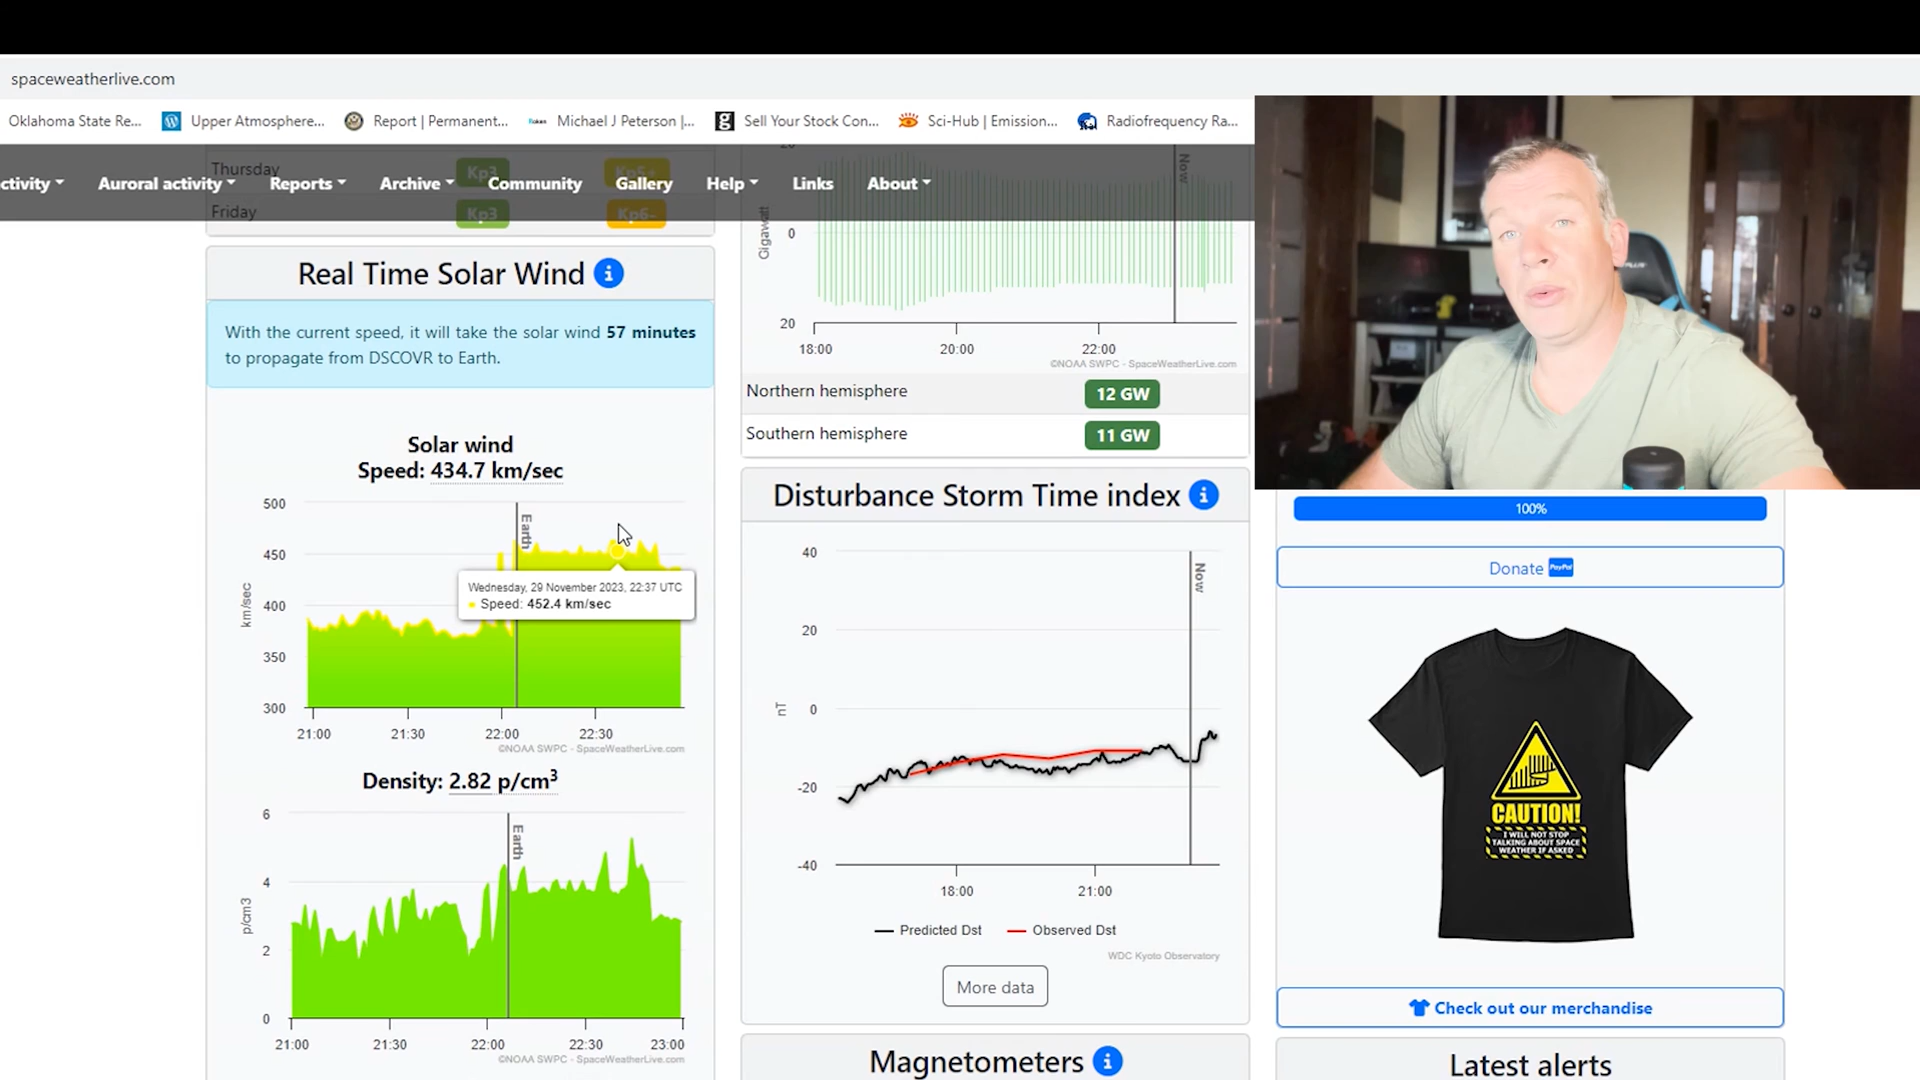 spaceweatherlive.com
Oklahoma State Re...
Upper Atmosphere...
Report | Permanent...
Michael J Peterson |...
Sell Your Stock Con...
Sci-Hub | Emission...
Radiofrequency Ra...
ctivity
Auroral activity
Reports
Archive
Community
Gallery
Help
Links
About
Thursday
Kp3
Kp5+
Friday
Kp3
Kp6-
Real Time Solar Wind
With the current speed, it will take the solar wind 57 minutes
to propagate from DSCOVR to Earth.
Solar wind
Speed: 434.7 km/sec
500
450
400
350
300
km/sec
Earth
Wednesday, 29 November 2023, 22:37 UTC
Speed: 452.4 km/sec
21:00
21:30
22:00
22:30
©NOAA SWPC - SpaceWeatherLive.com
Density: 2.82 p/cm³
6
4
2
0
p/cm3
Earth
21:00
21:30
22:00
22:30
23:00
©NOAA SWPC - SpaceWeatherLive.com
20
0
20
Gigawatt
Now
18:00
20:00
22:00
©NOAA SWPC - SpaceWeatherLive.com
Northern hemisphere
12 GW
Southern hemisphere
11 GW
Disturbance Storm Time index
40
20
0
-20
-40
nT
Now
18:00
21:00
Predicted Dst
Observed Dst
WDC Kyoto Observatory
More data
Magnetometers
100%
Donate PayPal
CAUTION!
I WILL NOT STOP
TALKING ABOUT SPACE
WEATHER IF ASKED
Check out our merchandise
Latest alerts